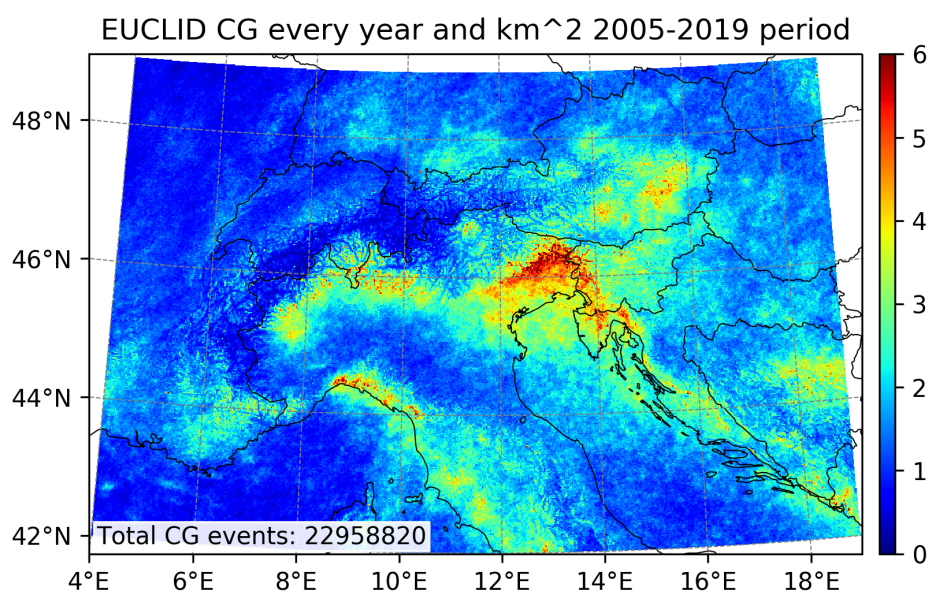 EUCLID CG every year and km^2 2005-2019 period
48°N
46°N
44°N
42°N
Total CG events: 22958820
4°E
6°E
8°E
10°E
12°E
14°E
16°E
18°E
6
5
4
3
2
1
0